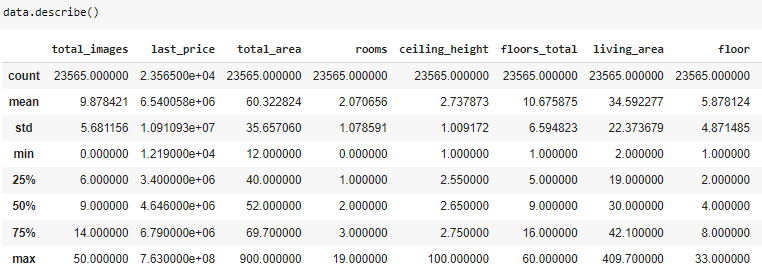 data.describe()
total_images last_price total_area rooms ceiling_height floors_total living_area floor
count 23565.000000 2.356500e+04 23565.000000 23565.000000 23565.000000 23565.000000 23565.000000 23565.000000
mean 9.878421 6.540058e+06 60.322824 2.070656 2.737873 10.675875 34.592277 5.878124
std 5.681156 1.091093e+07 35.657060 1.078591 1.009172 6.594823 22.373679 4.871485
min 0.000000 1.219000e+04 12.000000 0.000000 1.000000 1.000000 2.000000 1.000000
25% 6.000000 3.400000e+06 40.000000 1.000000 2.550000 5.000000 19.000000 2.000000
50% 9.000000 4.646000e+06 52.000000 2.000000 2.650000 9.000000 30.000000 4.000000
75% 14.000000 6.790000e+06 69.700000 3.000000 2.750000 16.000000 42.100000 8.000000
max 50.000000 7.630000e+08 900.000000 19.000000 100.000000 60.000000 409.700000 33.000000